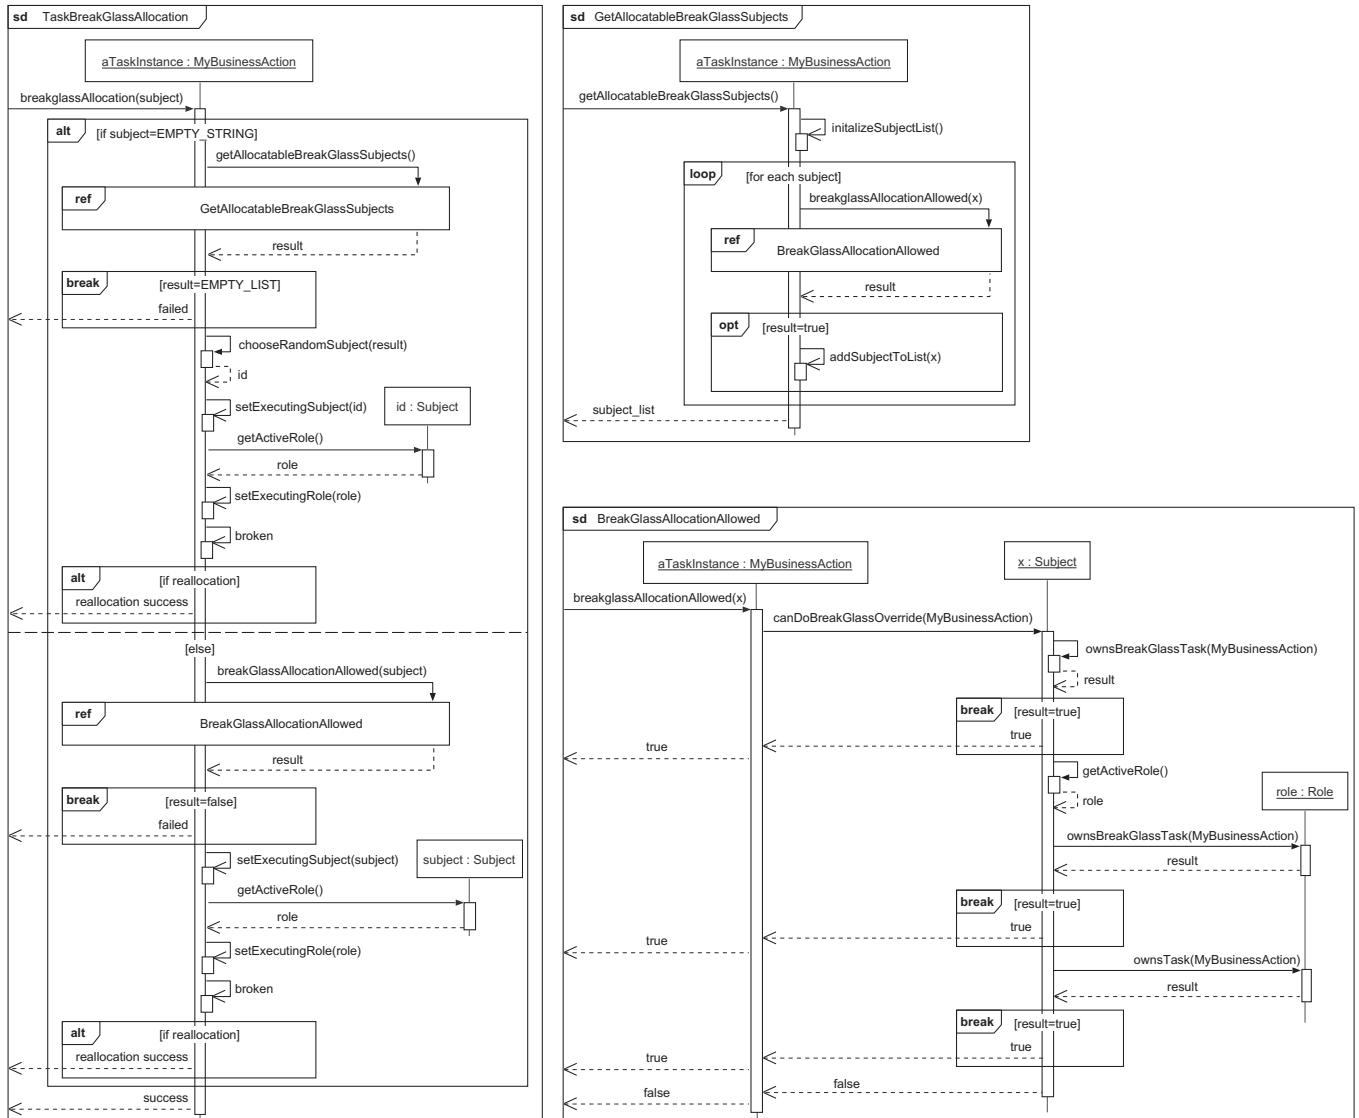 sd TaskBreakGlassAllocation
aTaskInstance : MyBusinessAction
breakglassAllocation(subject)
alt [if subject=EMPTY_STRING]
getAllocatableBreakGlassSubjects()
ref
GetAllocatableBreakGlassSubjects
result
break [result=EMPTY_LIST]
failed
chooseRandomSubject(result)
id
setExecutingSubject(id)
id : Subject
getActiveRole()
role
setExecutingRole(role)
broken
alt [if reallocation]
reallocation success
[else]
breakGlassAllocationAllowed(subject)
ref
BreakGlassAllocationAllowed
result
break [result=false]
failed
setExecutingSubject(subject)
subject : Subject
getActiveRole()
role
setExecutingRole(role)
broken
alt [if reallocation]
reallocation success
success
sd GetAllocatableBreakGlassSubjects
aTaskInstance : MyBusinessAction
getAllocatableBreakGlassSubjects()
initalizeSubjectList()
loop [for each subject]
breakglassAllocationAllowed(x)
ref
BreakGlassAllocationAllowed
result
opt [result=true]
addSubjectToList(x)
subject_list
sd BreakGlassAllocationAllowed
aTaskInstance : MyBusinessAction
x : Subject
breakglassAllocationAllowed(x)
canDoBreakGlassOverride(MyBusinessAction)
ownsBreakGlassTask(MyBusinessAction)
result
break [result=true]
true
true
getActiveRole()
role
role : Role
ownsBreakGlassTask(MyBusinessAction)
result
break [result=true]
true
true
ownsTask(MyBusinessAction)
result
break [result=true]
true
true
false
false